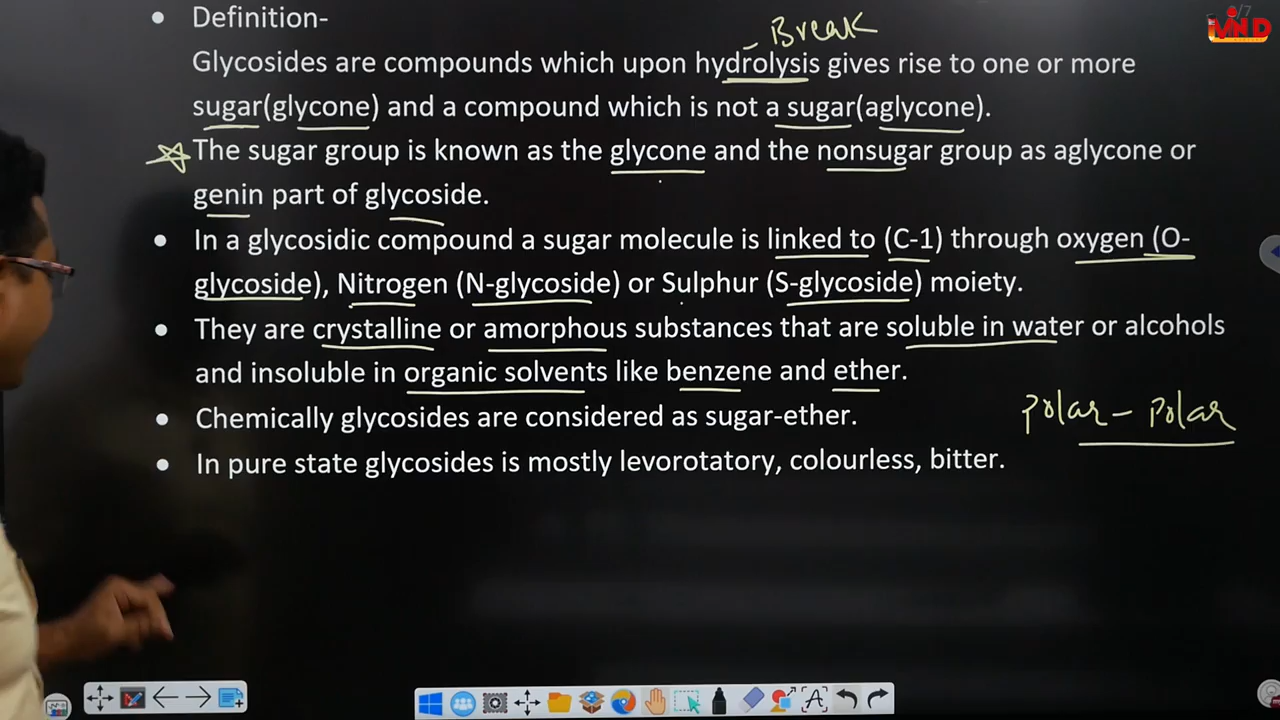 Definition-
Break
Glycosides are compounds which upon hydrolysis gives rise to one or more
sugar(glycone) and a compound which is not a sugar(aglycone).
The sugar group is known as the glycone and the nonsugar group as aglycone or
genin part of glycoside.
In a glycosidic compound a sugar molecule is linked to (C-1) through oxygen (O-
glycoside), Nitrogen (N-glycoside) or Sulphur (S-glycoside) moiety.
They are crystalline or amorphous substances that are soluble in water or alcohols
and insoluble in organic solvents like benzene and ether.
Chemically glycosides are considered as sugar-ether.
Polar - Polar
In pure state glycosides is mostly levorotatory, colourless, bitter.